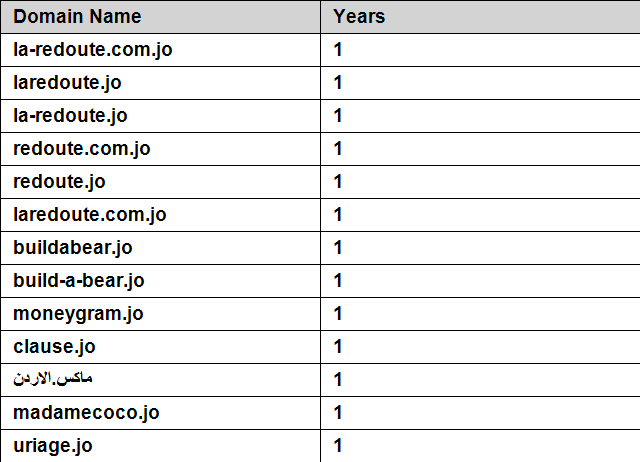 Domain Name Years
la-redoute.com.jo 1
laredoute.jo 1
la-redoute.jo 1
redoute.com.jo 1
redoute.jo 1
laredoute.com.jo 1
buildabear.jo 1
build-a-bear.jo 1
moneygram.jo 1
clause.jo 1
ماكس.الاردن 1
madamecoco.jo 1
uriage.jo 1